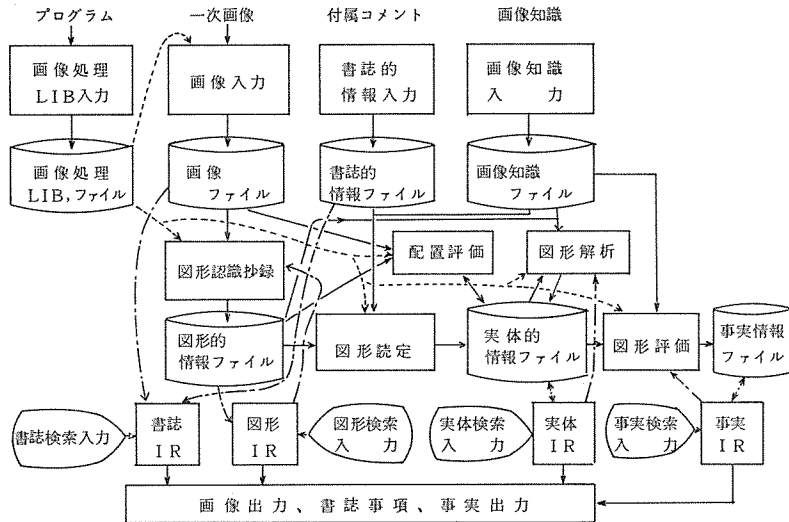 プログラム
一次画像
付属コメント
画像知識
画像処理
LIB入力
画像入力
書誌的
情報入力
画像知識
入力
画像処理
LIB,ファイル
画像
ファイル
書誌的
情報ファイル
画像知識
ファイル
図形認識抄録
配置評価
図形解析
図形的
情報ファイル
図形読定
実体的
情報ファイル
図形評価
事実情報
ファイル
書誌検索入力
書誌
IR
図形
IR
図形検索
入力
実体検索
入力
実体
IR
事実検索
入力
事実
IR
画像出力、書誌事項、事実出力